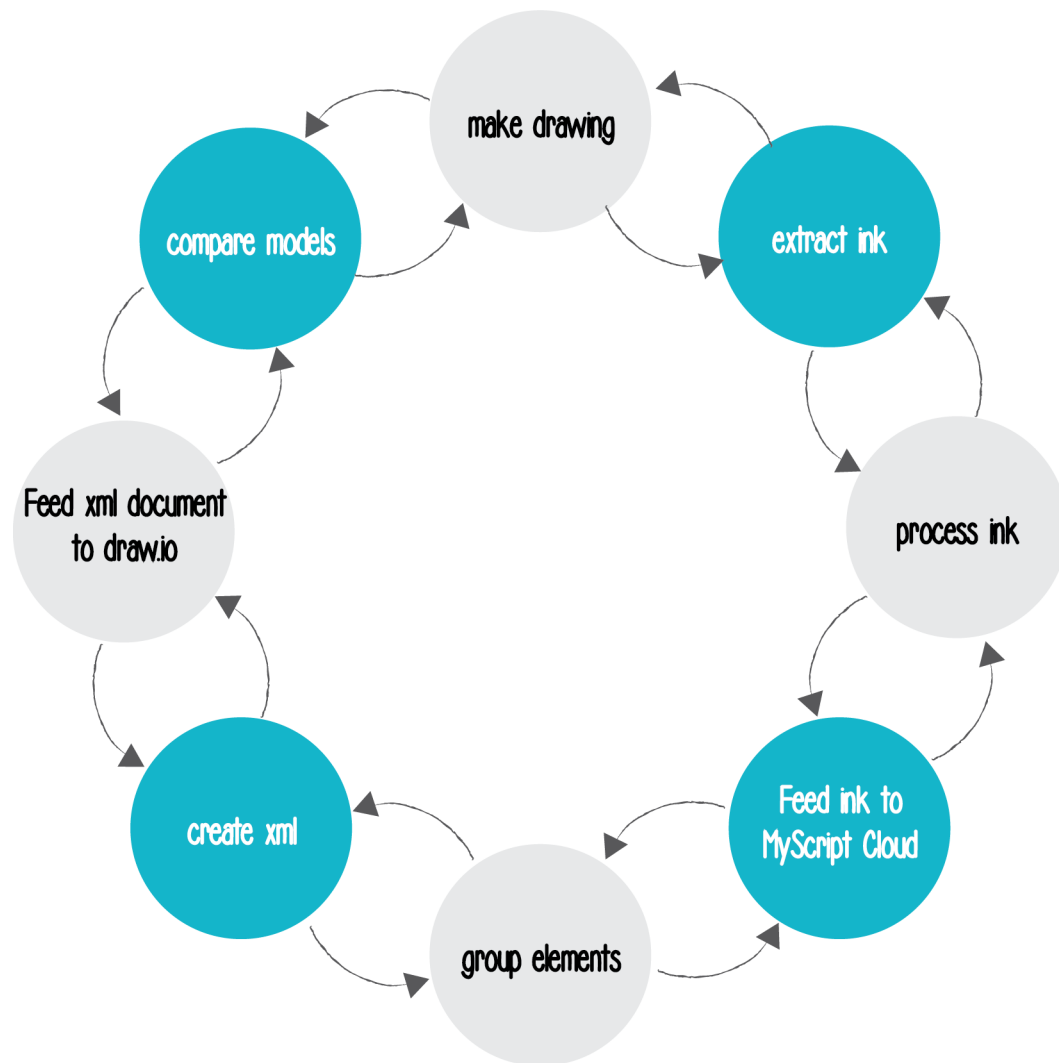 make drawing
compare models
extract ink
Feed xml document
to draw.io
process ink
Feed ink to
MyScript Cloud
create xml
group elements